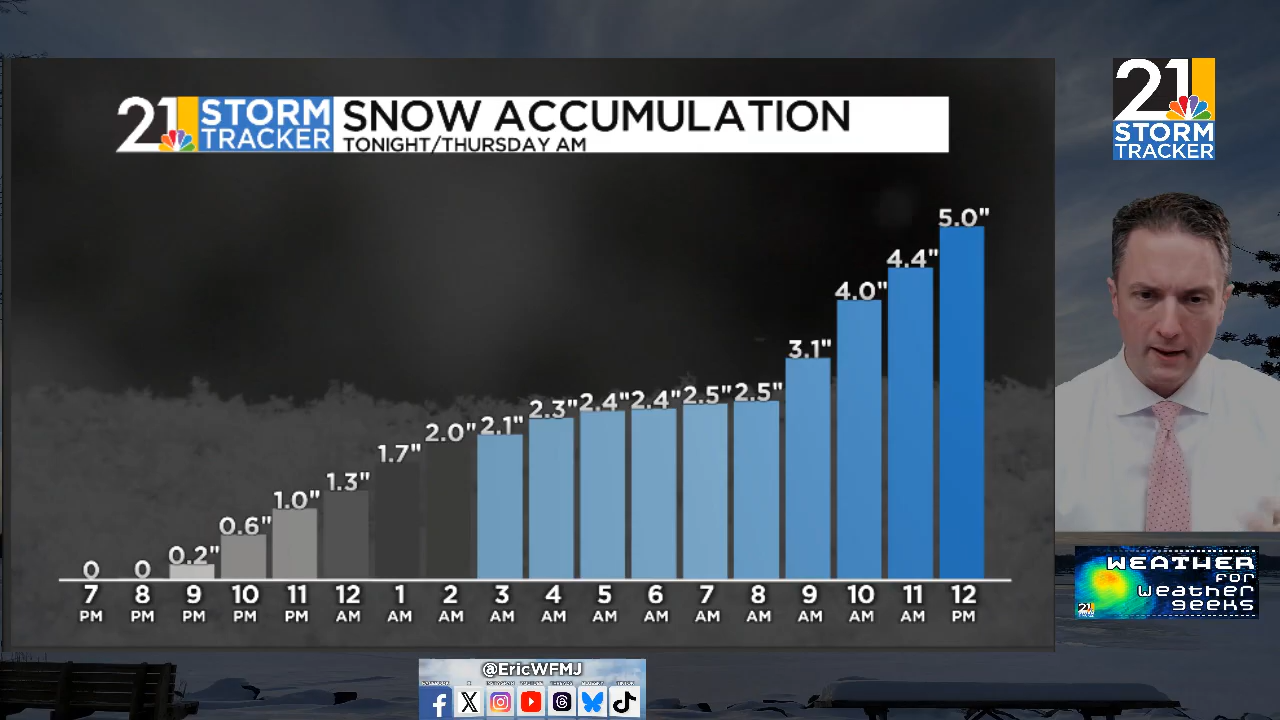 21 STORM TRACKER
SNOW ACCUMULATION
TONIGHT/THURSDAY AM
0 0 0.2" 0.6" 1.0" 1.3" 1.7" 2.0" 2.1" 2.3" 2.4" 2.4" 2.5" 2.5" 3.1" 4.0" 4.4" 5.0"
7 8 9 10 11 12 1 2 3 4 5 6 7 8 9 10 11 12
PM PM PM PM PM AM AM AM AM AM AM AM AM AM AM AM AM PM
21
STORM
TRACKER
WEATHER
FOR
Weather
geeks
21
@EricWFMJ